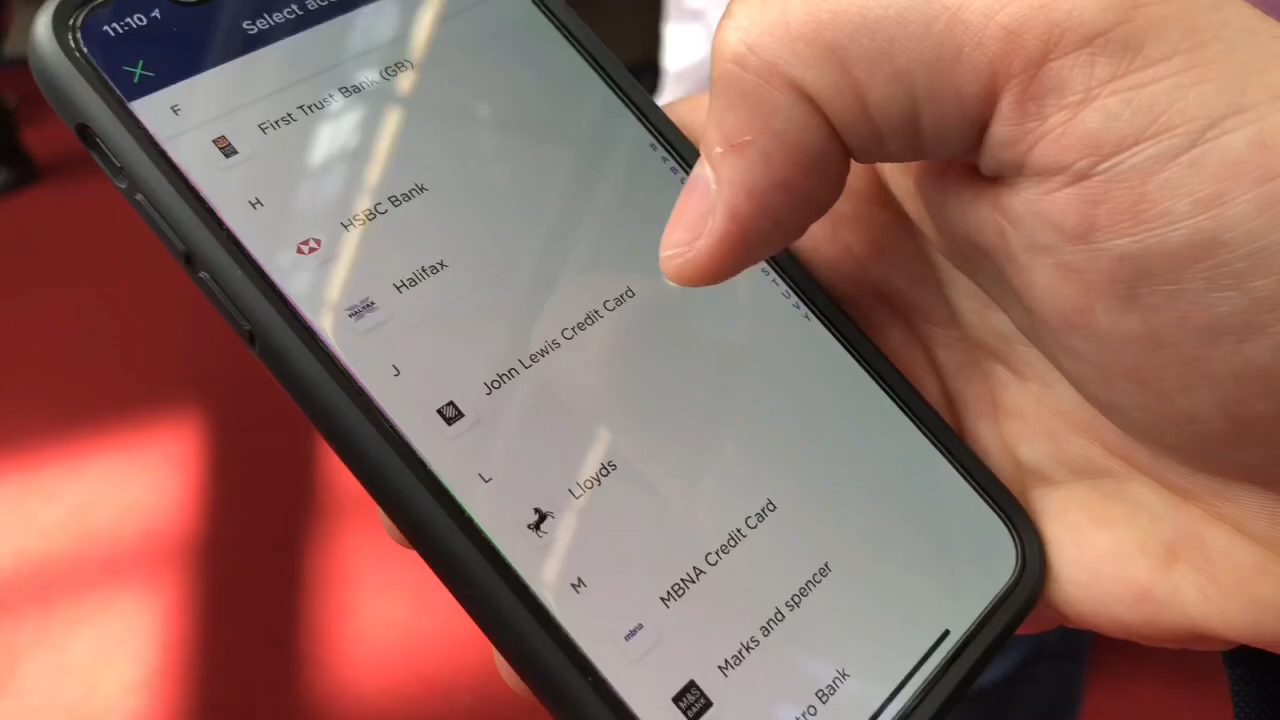 11:10
Select acc
F
First Trust Bank (GB)
H
HSBC Bank
HALIFAX
Halifax
J
John Lewis Credit Card
L
Lloyds
M
mbna
MBNA Credit Card
M&S
BANK
Marks and spencer
tro Bank
A
B
S
T
U
V
Y